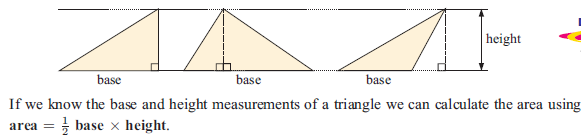 height
base base base
If we know the base and height measurements of a triangle we can calculate the area using
area = 1/2 base × height.